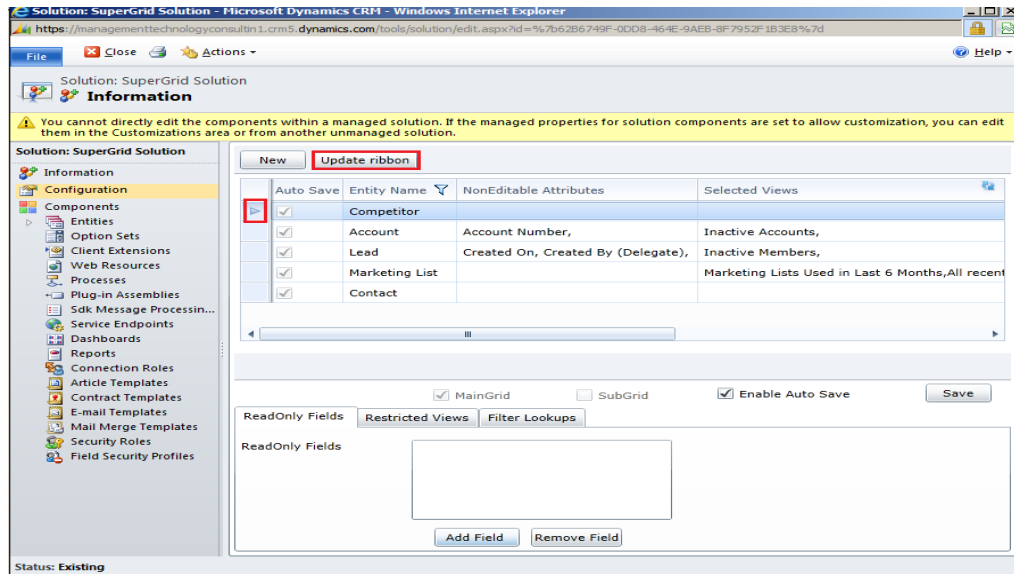 Solution: SuperGrid Solution - Microsoft Dynamics CRM - Windows Internet Explorer
https://managementtechnologyconsultin1.crm5.dynamics.com/tools/solution/edit.aspx?id=%7b62B6749F-0DD8-464E-9AEB-8F7952F1B3E8%7d
File Close Actions Help
Solution: SuperGrid Solution
Information
You cannot directly edit the components within a managed solution. If the managed properties for solution components are set to allow customization, you can edit
them in the Customizations area or from another unmanaged solution.
Solution: SuperGrid Solution
Information
Configuration
Components
Entities
Option Sets
Client Extensions
Web Resources
Processes
Plug-in Assemblies
Sdk Message Processin...
Service Endpoints
Dashboards
Reports
Connection Roles
Article Templates
Contract Templates
E-mail Templates
Mail Merge Templates
Security Roles
Field Security Profiles
New Update ribbon
Auto Save Entity Name NonEditable Attributes Selected Views
Competitor
Account Account Number, Inactive Accounts,
Lead Created On, Created By (Delegate), Inactive Members,
Marketing List Marketing Lists Used in Last 6 Months,All recent
Contact
MainGrid SubGrid Enable Auto Save Save
ReadOnly Fields Restricted Views Filter Lookups
ReadOnly Fields
Add Field Remove Field
Status: Existing